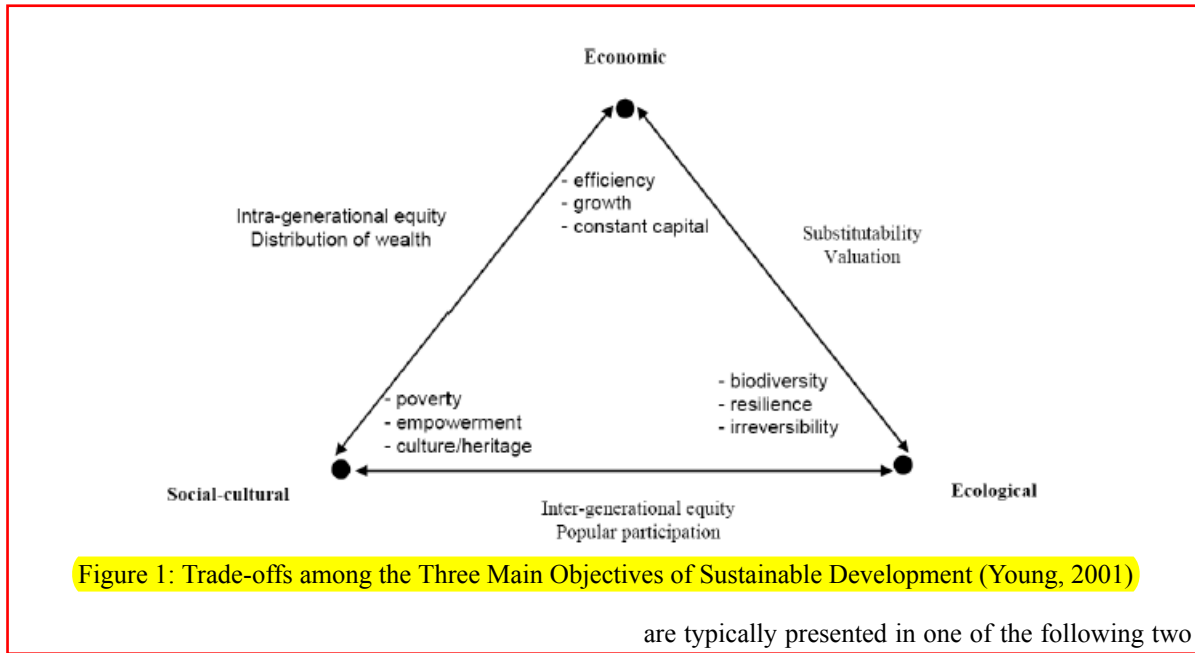 Economic
- efficiency
- growth
- constant capital
Intra-generational equity
Distribution of wealth
Substitutability
Valuation
- poverty
- empowerment
- culture/heritage
- biodiversity
- resilience
- irreversibility
Social-cultural
Ecological
Inter-generational equity
Popular participation
Figure 1: Trade-offs among the Three Main Objectives of Sustainable Development (Young, 2001)
are typically presented in one of the following two